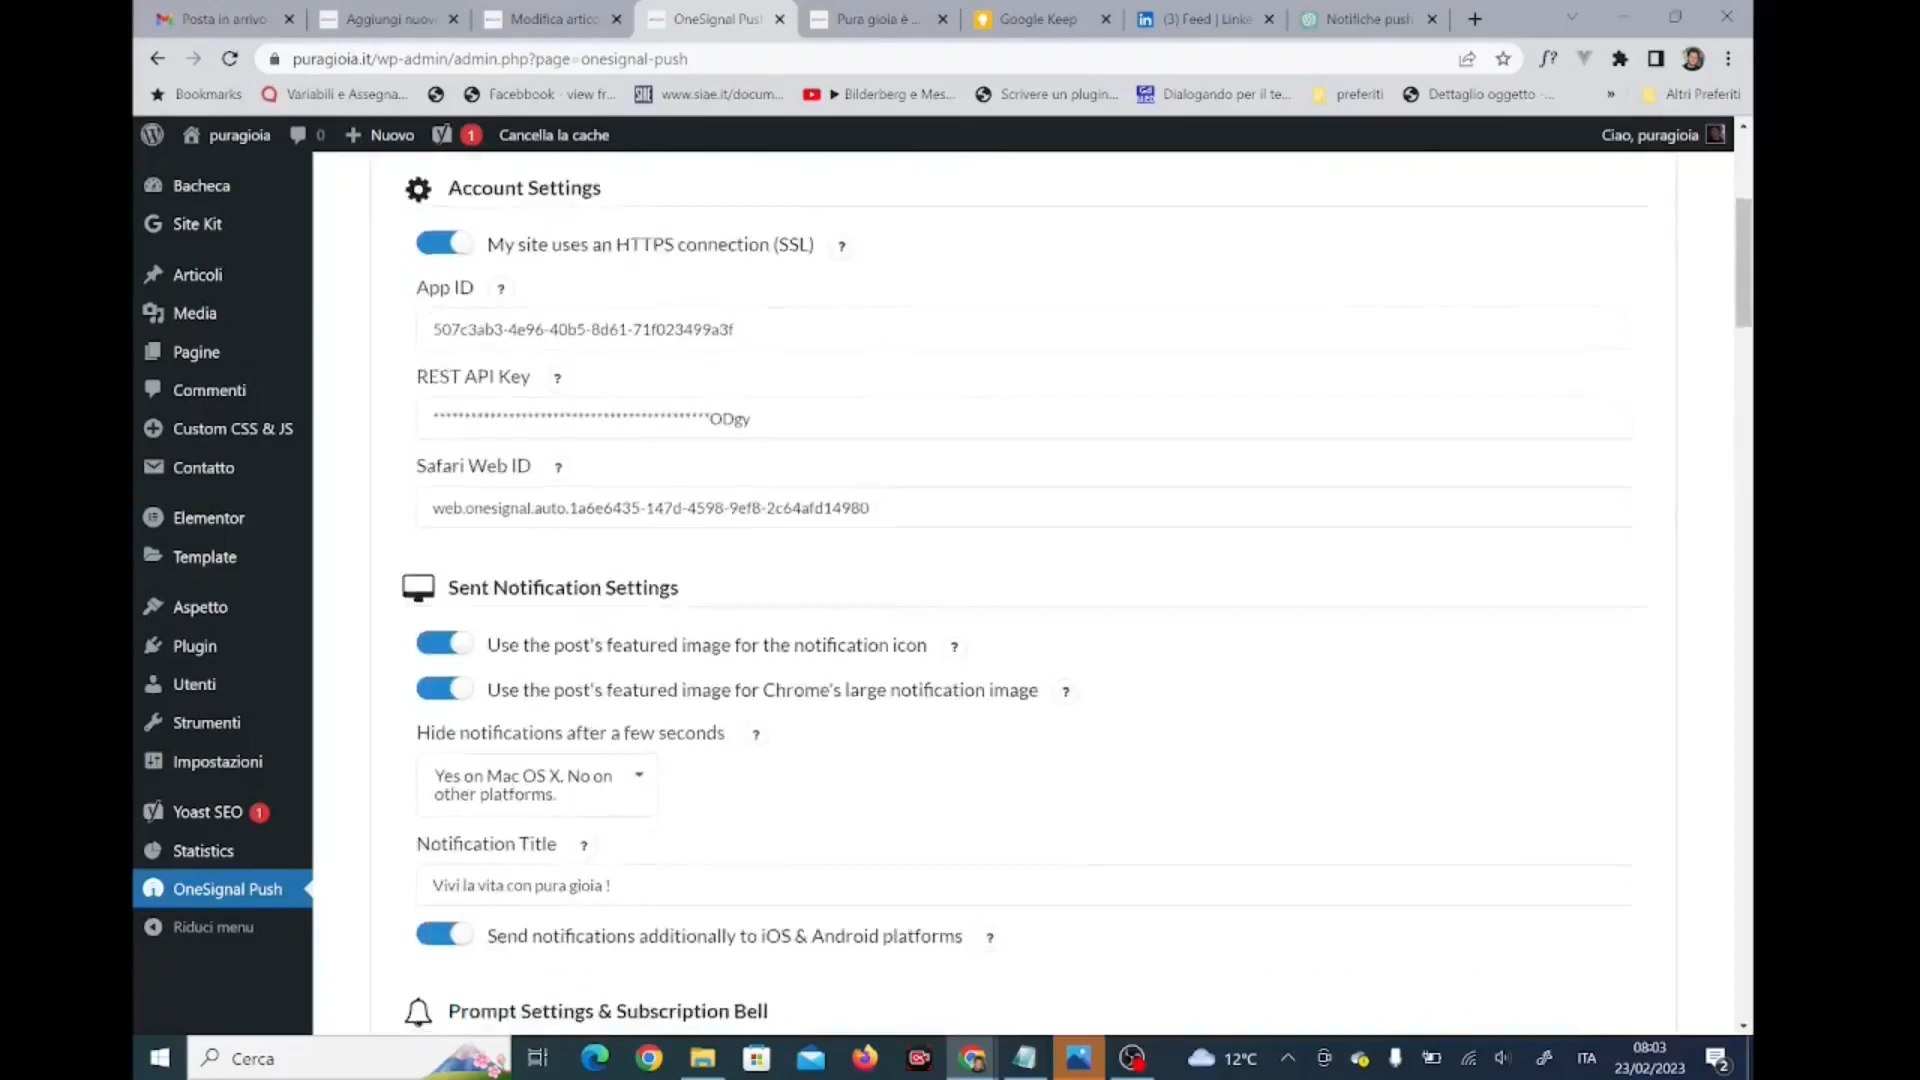 Posta in arrivo
Aggiungi nuov
Modifica artico
OneSignal Pus
Pura gioia è ...
Google Keep
(3) Feed | Linke
Notifiche push
puragioia.it/wp-admin/admin.php?page=onesignal-push
f?
Bookmarks
Variabili e Assegna...
Facebbook - view fr...
www.siae.it/docum...
Bilderberg e Mes...
Scrivere un plugin...
Dialogando per il te...
preferiti
Dettaglio oggetto -...
»
Altri Preferiti
puragioia
0
Nuovo
1
Cancella la cache
Ciao, puragioia
Bacheca
Site Kit
Articoli
Media
Pagine
Commenti
Custom CSS & JS
Contatto
Elementor
Template
Aspetto
Plugin
Utenti
Strumenti
Impostazioni
Yoast SEO 1
Statistics
OneSignal Push
Riduci menu
Account Settings
My site uses an HTTPS connection (SSL) ?
App ID ?
507c3ab3-4e96-40b5-8d61-71f023499a3f
REST API Key ?
********************************************ODgy
Safari Web ID ?
web.onesignal.auto.1a6e6435-147d-4598-9ef8-2c64afd14980
Sent Notification Settings
Use the post's featured image for the notification icon ?
Use the post's featured image for Chrome's large notification image ?
Hide notifications after a few seconds ?
Yes on Mac OS X. No on
other platforms.
Notification Title ?
Vivi la vita con pura gioia !
Send notifications additionally to iOS & Android platforms ?
Prompt Settings & Subscription Bell
Cerca
12°C
ITA
08:03
23/02/2023
2